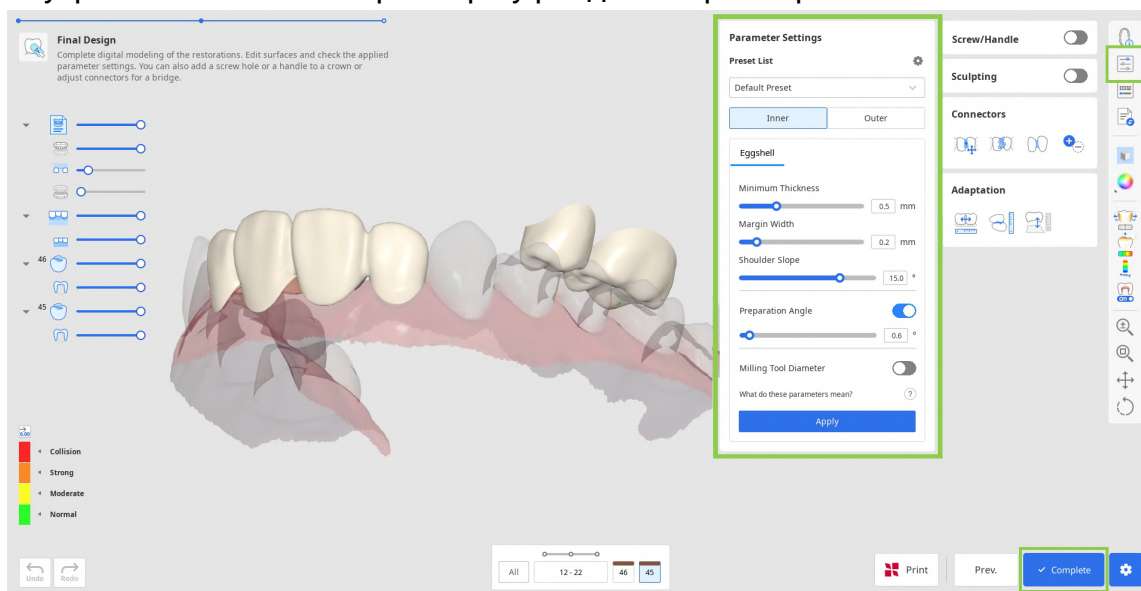 Final Design
Complete digital modeling of the restorations. Edit surfaces and check the applied
parameter settings. You can also add a screw hole or a handle to a crown or
adjust connectors for a bridge.
46
45
0.00
Collision
Strong
Moderate
Normal
Undo
Redo
All
12 - 22
46
45
Parameter Settings
Preset List
Default Preset
Inner
Outer
Eggshell
Minimum Thickness
0.5 mm
Margin Width
0.2 mm
Shoulder Slope
15.0 °
Preparation Angle
0.6 °
Milling Tool Diameter
What do these parameters mean?
?
Apply
Screw/Handle
Sculpting
Connectors
Adaptation
ON
Print
Prev.
Complete